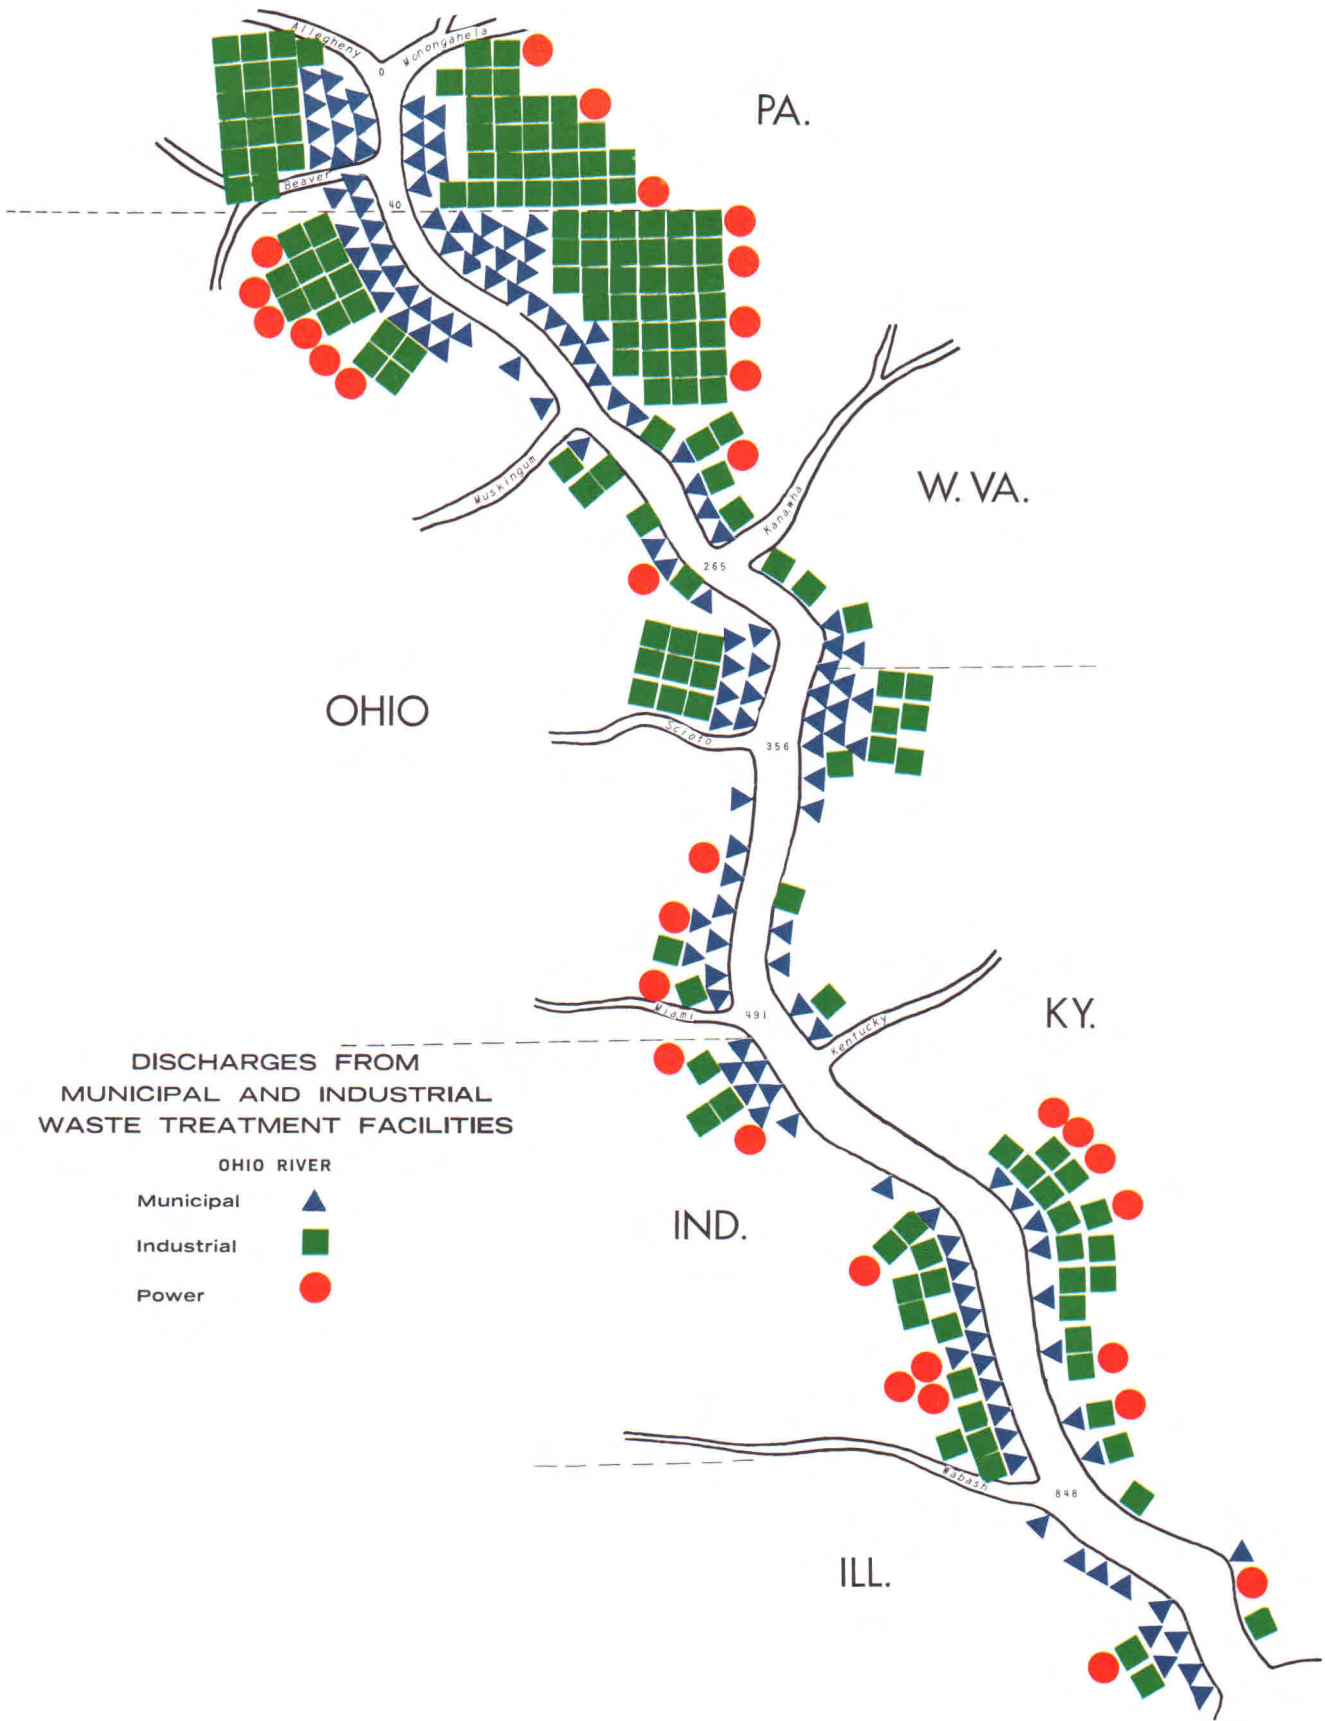 Allegheny
Monongahela
0
PA.
Beaver
40
Muskingum
Kanawha
W. VA.
265
OHIO
Scioto
356
Miami
491
Kentucky
KY.
DISCHARGES FROM
MUNICIPAL AND INDUSTRIAL
WASTE TREATMENT FACILITIES
OHIO RIVER
Municipal
Industrial
Power
IND.
Wabash
848
ILL.